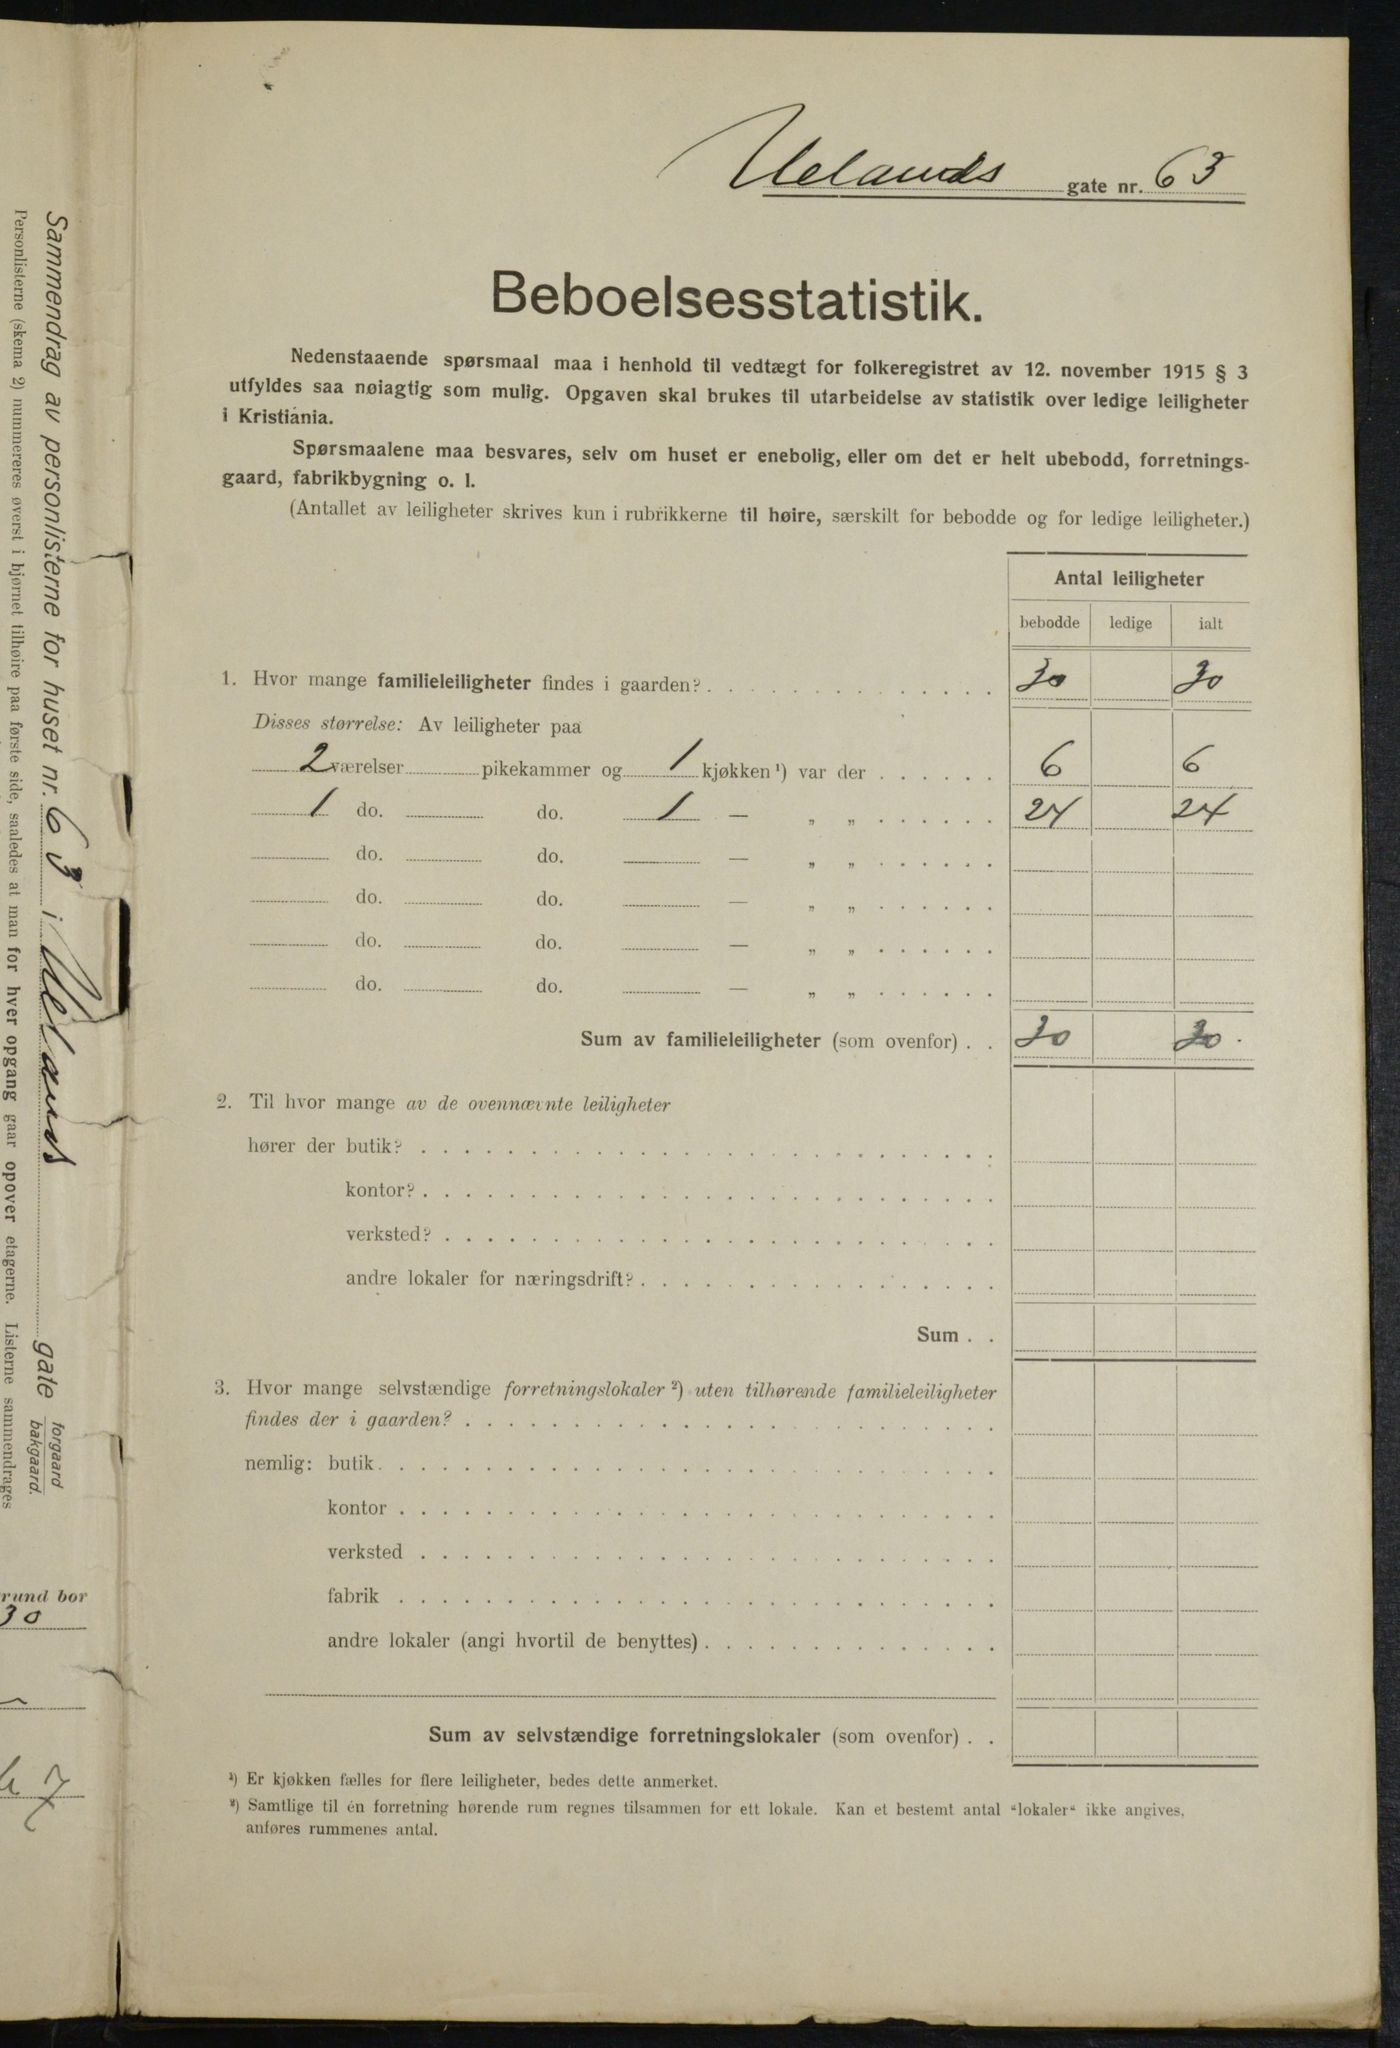 Uelands gate nr. 63
Beboelsesstatistik.
Nedenstaaende spørsmaal maa i henhold til vedtægt for folkeregistret av 12. november 1915 § 3
utfyldes saa nøiagtig som mulig. Opgaven skal brukes til utarbeidelse av statistik over ledige leiligheter
i Kristiania.
Spørsmaalene maa besvares, selv om huset er enebolig, eller om det er helt ubebodd, forretnings-
gaard, fabrikbygning o. l.
(Antallet av leiligheter skrives kun i rubrikkerne til høire, særskilt for bebodde og for ledige leiligheter.)
Antal leiligheter
bebodde ledige ialt
1. Hvor mange familieleiligheter findes i gaarden? 30 30
Disses størrelse: Av leiligheter paa
2 værelser pikekammer og 1 kjøkken ¹) var der 6 6
1 do. do. 1 — „ „ 24 24
do. do. — „ „
do. do. — „ „
do. do. — „ „
do. do. — „ „
Sum av familieleiligheter (som ovenfor) . . 30 30.
2. Til hvor mange av de ovennævnte leiligheter
hører der butik?
kontor?
verksted?
andre lokaler for næringsdrift?
Sum . .
3. Hvor mange selvstændige forretningslokaler ²) uten tilhørende familieleiligheter
findes der i gaarden?
nemlig: butik
kontor
verksted
fabrik
andre lokaler (angi hvortil de benyttes)
Sum av selvstændige forretningslokaler (som ovenfor) . .
¹) Er kjøkken fælles for flere leiligheter, bedes dette anmerket.
²) Samtlige til én forretning hørende rum regnes tilsammen for ett lokale. Kan et bestemt antal “lokaler“ ikke angives,
anføres rummenes antal.
Sammendrag av personlisterne for huset nr. 63 i Uelands gate forgaard bakgaard.
Personlisterne (skema 2) nummereres øverst i hjørnet tilhøire paa første side, saaledes at man for hver opgang gaar opover etagerne. Listerne sammendrages
rund bor
30
7